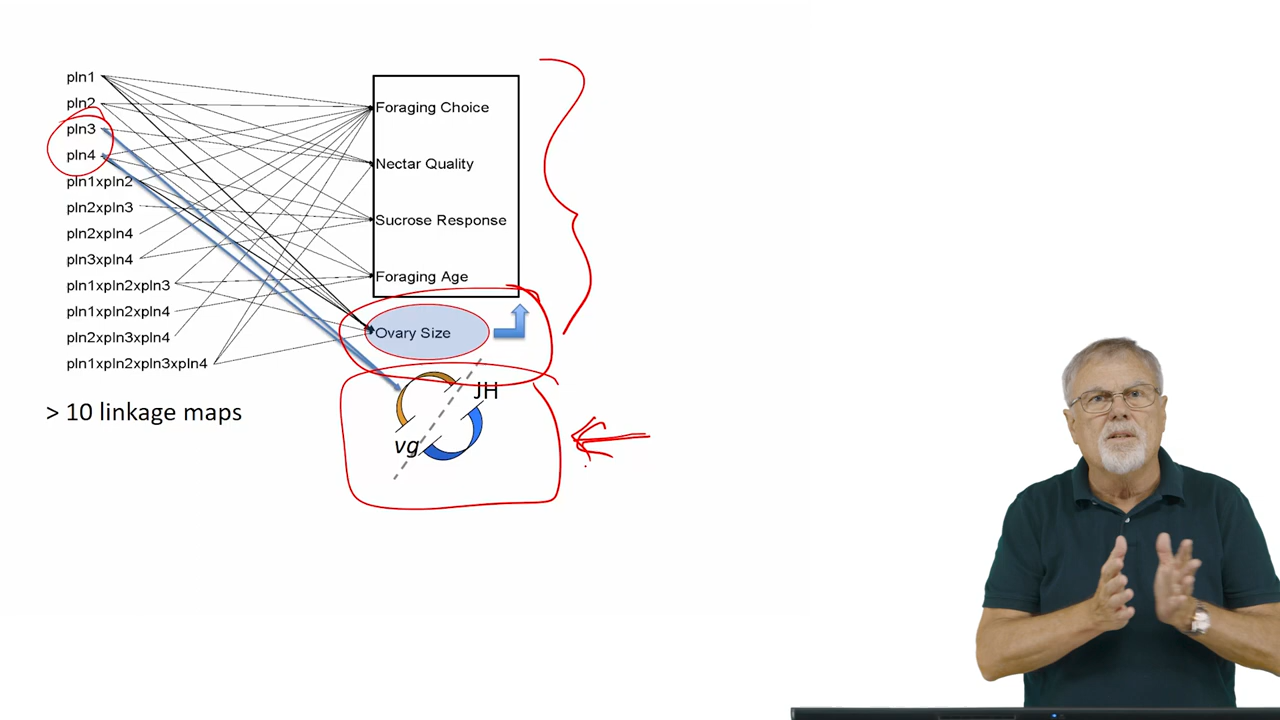 pln1
pln2
pln3
pln4
pln1xpln2
pln2xpln3
pln2xpln4
pln3xpln4
pln1xpln2xpln3
pln1xpln2xpln4
pln2xpln3xpln4
pln1xpln2xpln3xpln4
> 10 linkage maps
Foraging Choice
Nectar Quality
Sucrose Response
Foraging Age
Ovary Size
JH
vg